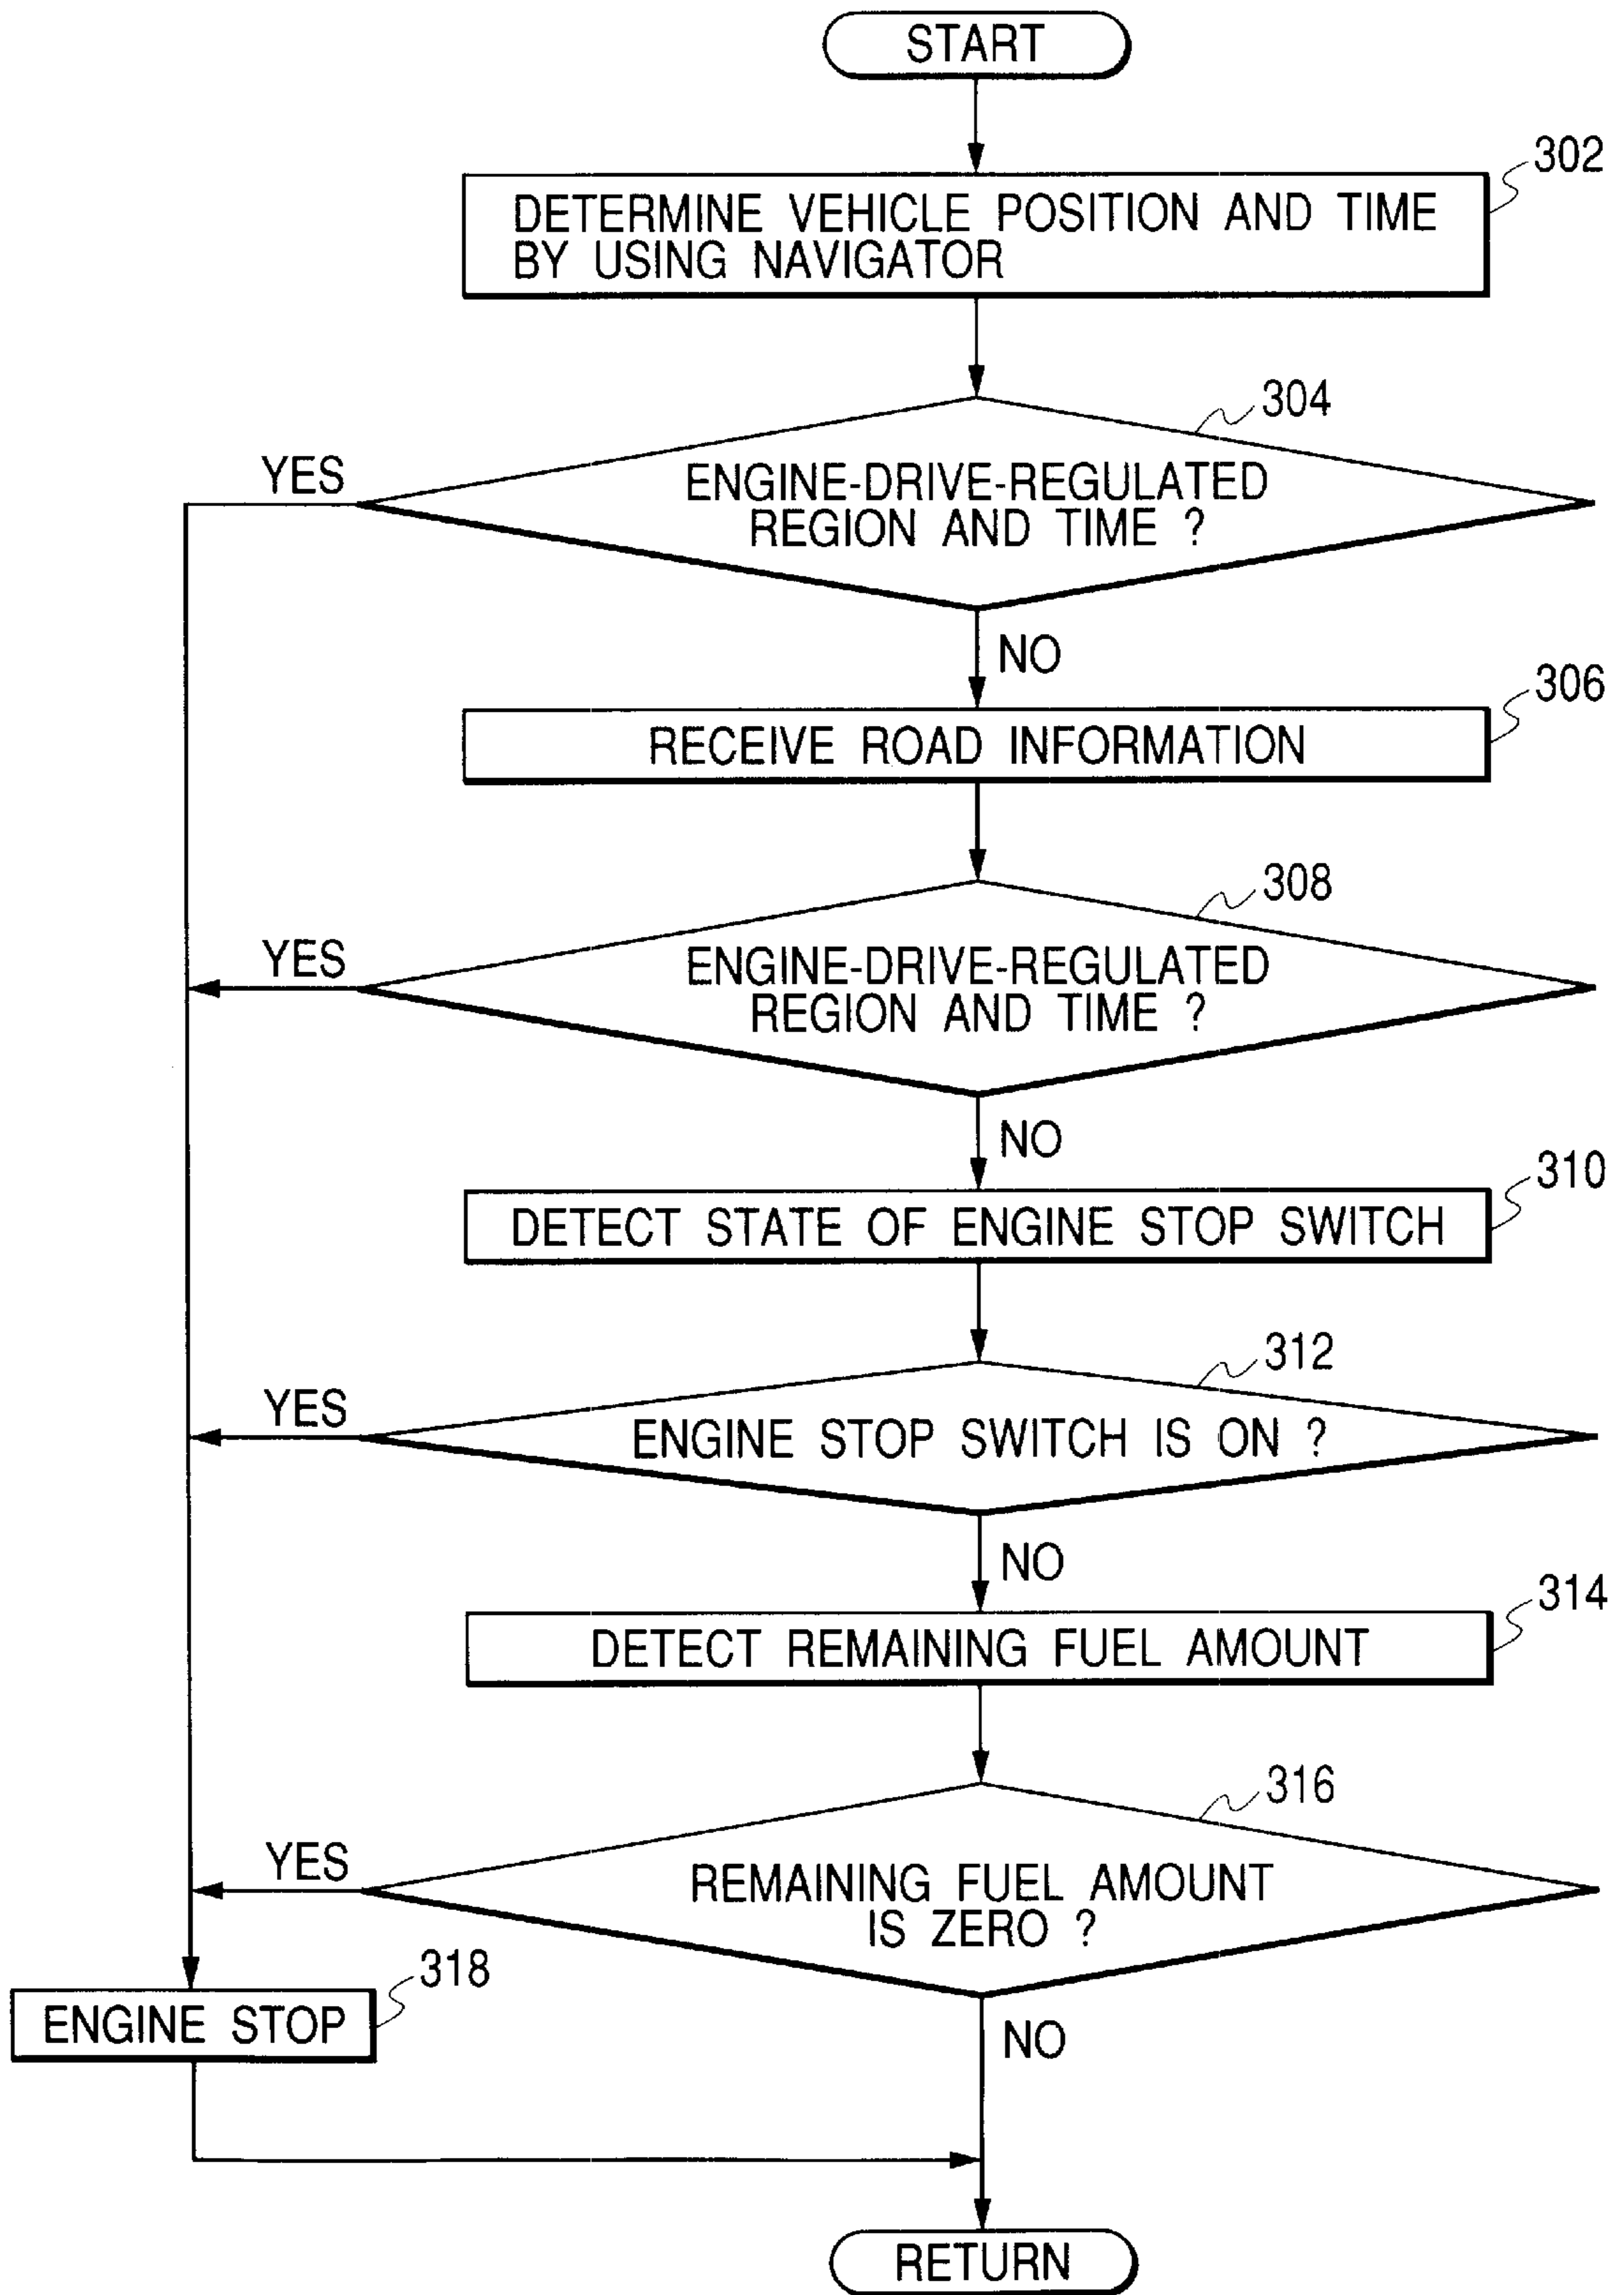 START
302
DETERMINE VEHICLE POSITION AND TIME
BY USING NAVIGATOR
304
YES
ENGINE-DRIVE-REGULATED
REGION AND TIME ?
NO
306
RECEIVE ROAD INFORMATION
308
YES
ENGINE-DRIVE-REGULATED
REGION AND TIME ?
NO
310
DETECT STATE OF ENGINE STOP SWITCH
312
YES
ENGINE STOP SWITCH IS ON ?
NO
314
DETECT REMAINING FUEL AMOUNT
316
YES
REMAINING FUEL AMOUNT
IS ZERO ?
318
ENGINE STOP
NO
RETURN